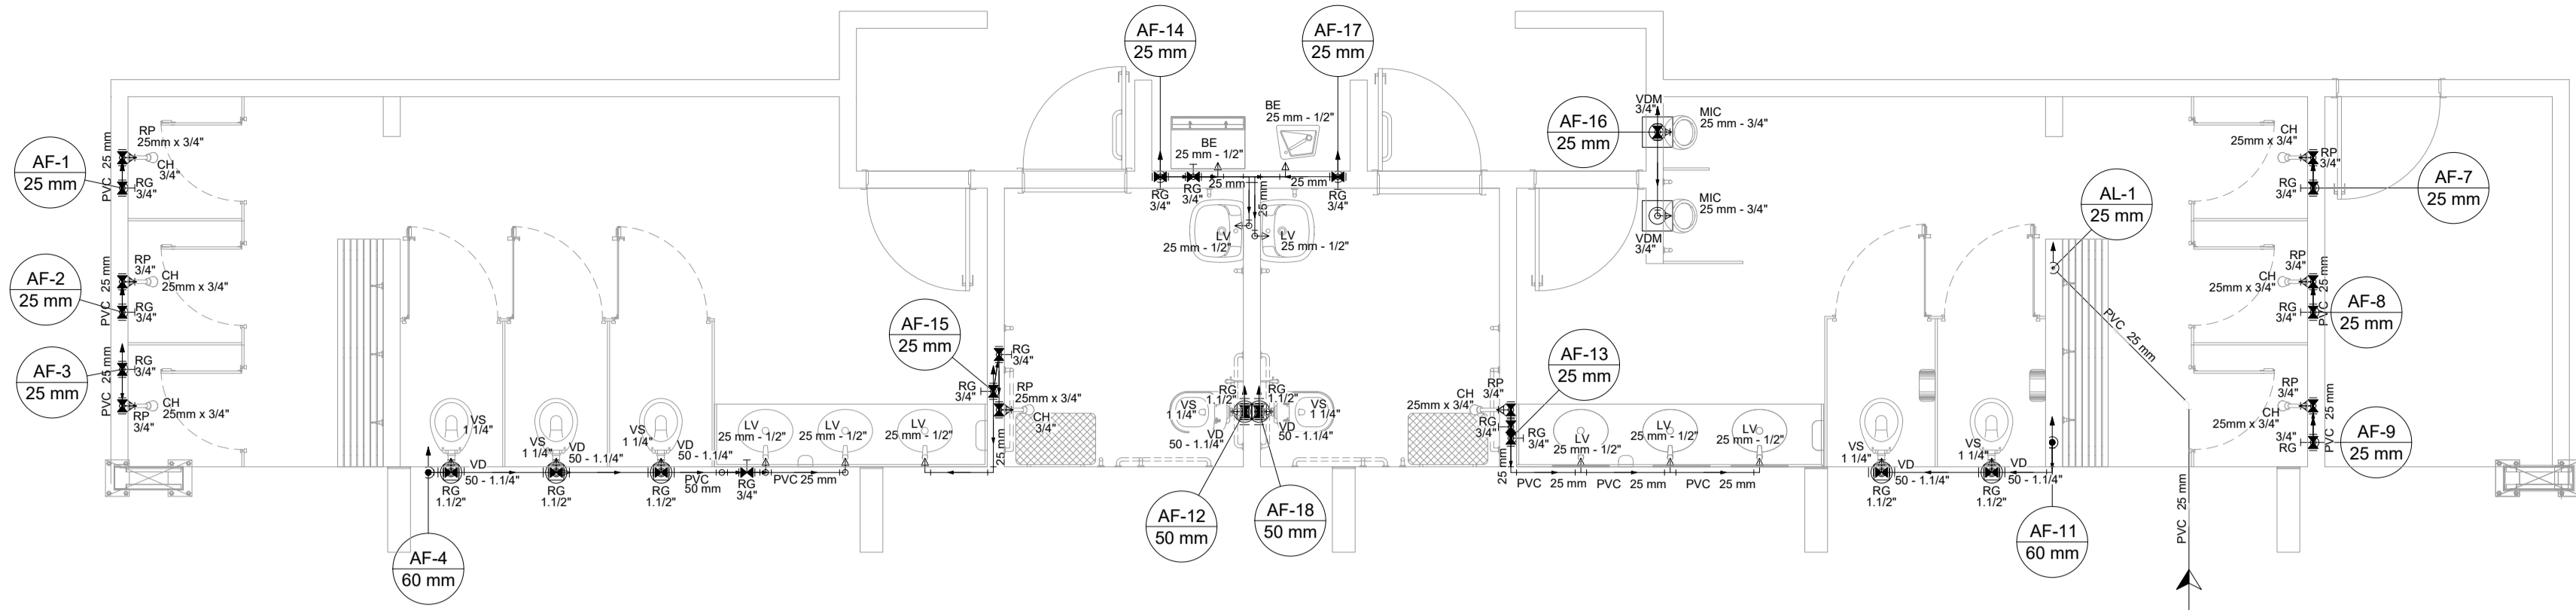 AF-14
25 mm
AF-17
25 mm
AF-1
25 mm
PVC 25 mm
RP
25mm x 3/4"
CH
3/4"
RG
3/4"
AF-2
25 mm
PVC 25 mm
RP
3/4"
CH
25mm x 3/4"
RG
3/4"
AF-3
25 mm
PVC 25 mm
RG
3/4"
CH
25mm x 3/4"
RP
3/4"
AF-4
60 mm
VS
1 1/4"
RG
1.1/2"
VD
50 - 1.1/4"
VS
1 1/4"
RG
1.1/2"
VD
50 - 1.1/4"
VS
1 1/4"
RG
1.1/2"
VD
50 - 1.1/4"
PVC
50 mm
RG
3/4"
PVC 25 mm
LV
25 mm - 1/2"
LV
25 mm - 1/2"
LV
25 mm - 1/2"
AF-15
25 mm
RG
3/4"
RG
3/4"
RP
25mm x 3/4"
CH
3/4"
25 mm
BE
25 mm - 1/2"
BE
25 mm - 1/2"
RG
3/4"
RG
3/4"
25 mm
25 mm
25 mm
RG
3/4"
LV
25 mm - 1/2"
LV
25 mm - 1/2"
VS
1 1/4"
RG
1.1/2"
VD
50 - 1.1/4"
RG
1.1/2"
VS
1 1/4"
VD
50 - 1.1/4"
AF-12
50 mm
AF-18
50 mm
AF-16
25 mm
VDM
3/4"
MIC
25 mm - 3/4"
MIC
25 mm - 3/4"
VDM
3/4"
AF-13
25 mm
RP
3/4"
CH
25mm x 3/4"
RG
3/4"
RG
3/4"
25 mm
LV
25 mm - 1/2"
LV
25 mm - 1/2"
LV
25 mm - 1/2"
PVC 25 mm
PVC 25 mm
PVC 25 mm
VS
1 1/4"
RG
1.1/2"
VD
50 - 1.1/4"
VS
1 1/4"
RG
1.1/2"
VD
50 - 1.1/4"
AF-11
60 mm
AL-1
25 mm
PVC 25 mm
PVC 25 mm
CH
25mm x 3/4"
RP
3/4"
RG
3/4"
AF-7
25 mm
RP
3/4"
CH
25mm x 3/4"
RG
3/4"
PVC 25 mm
AF-8
25 mm
RP
3/4"
CH
25mm x 3/4"
3/4"
RG
PVC 25 mm
AF-9
25 mm